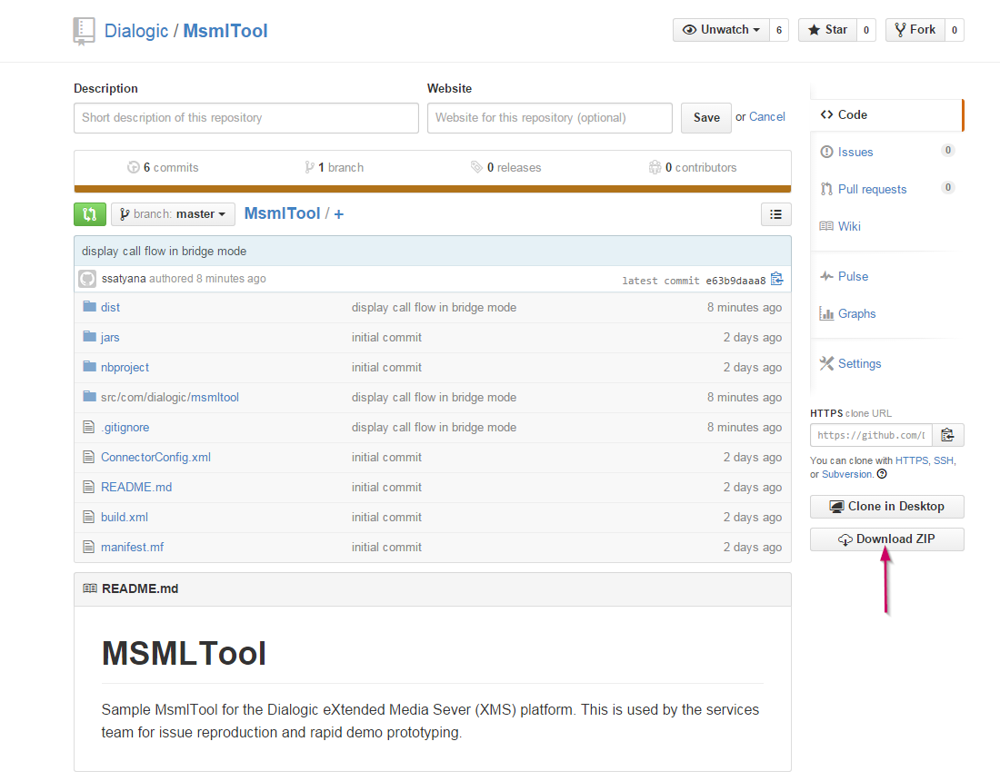 Dialogic / MsmlTool
Unwatch 6 Star 0 Fork 0
Description
Short description of this repository
Website
Website for this repository (optional)
Save or Cancel
6 commits 1 branch 0 releases 0 contributors
branch: master MsmlTool / +
display call flow in bridge mode
ssatyana authored 8 minutes ago latest commit e63b9daaa8
dist display call flow in bridge mode 8 minutes ago
jars initial commit 2 days ago
nbproject initial commit 2 days ago
src/com/dialogic/msmltool display call flow in bridge mode 8 minutes ago
.gitignore display call flow in bridge mode 8 minutes ago
ConnectorConfig.xml initial commit 2 days ago
README.md initial commit 2 days ago
build.xml initial commit 2 days ago
manifest.mf initial commit 2 days ago
README.md
MSMLTool
Sample MsmlTool for the Dialogic eXtended Media Sever (XMS) platform. This is used by the services
team for issue reproduction and rapid demo prototyping.
Code
Issues 0
Pull requests 0
Wiki
Pulse
Graphs
Settings
HTTPS clone URL
https://github.com/
You can clone with HTTPS, SSH,
or Subversion.
Clone in Desktop
Download ZIP